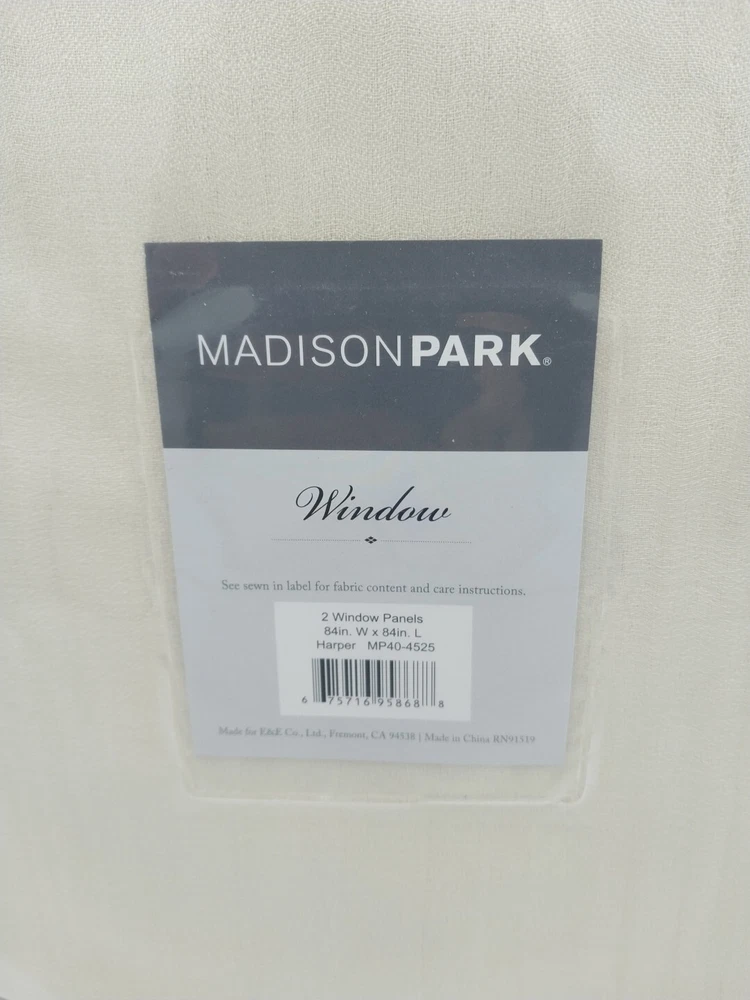 MADISONPARK®
Window
See sewn in label for fabric content and care instructions.
2 Window Panels
84in. W x 84in. L
Harper MP40-4525
6 75716 95868 8
Made for E&E Co., Ltd., Fremont, CA 94538 | Made in China RN91519